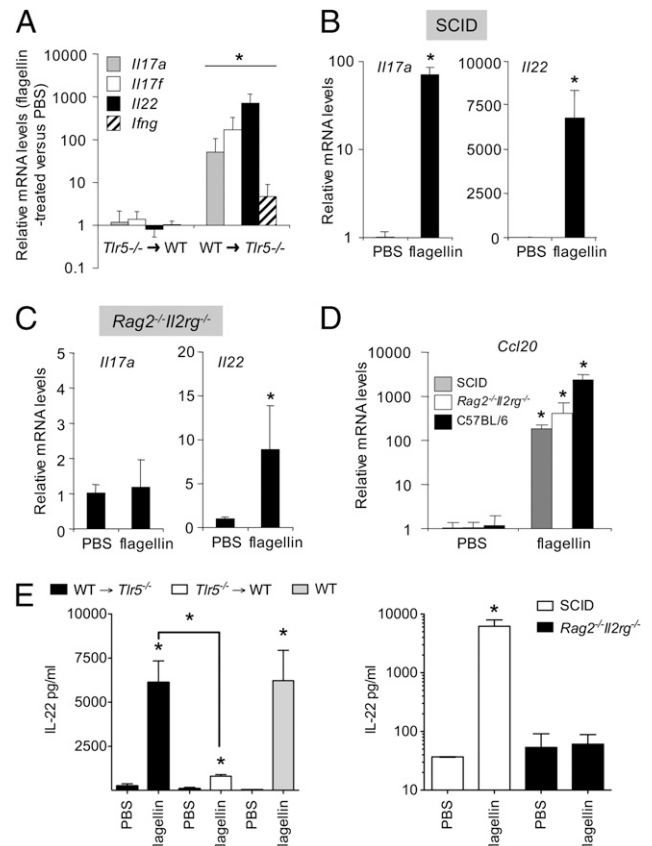 A
Relative mRNA levels (flagellin
-treated versus PBS)
10000
1000
100
10
1
0.1
Il17a
Il17f
Il22
Ifng
*
Tlr5-/- → WT
WT → Tlr5-/-
B
SCID
Relative mRNA levels
Il17a
100
10
1
*
PBS
flagellin
Il22
10000
7500
5000
2500
0
*
PBS
flagellin
C
Rag2-/-Il2rg-/-
Relative mRNA levels
Il17a
5
4
3
2
1
0
PBS
flagellin
Il22
20
15
10
5
0
*
PBS
flagellin
D
Ccl20
Relative mRNA levels
10000
1000
100
10
1
SCID
Rag2-/-Il2rg-/-
C57BL/6
* * *
PBS
flagellin
E
WT → Tlr5-/-
Tlr5-/- → WT
WT
IL-22 pg/ml
10000
7500
5000
2500
*
* * *
PBS
lagellin
PBS
lagellin
PBS
lagellin
SCID
Rag2-/-Il2rg-/-
IL-22 pg/ml
10000
1000
100
10
*
PBS
lagellin
PBS
lagellin